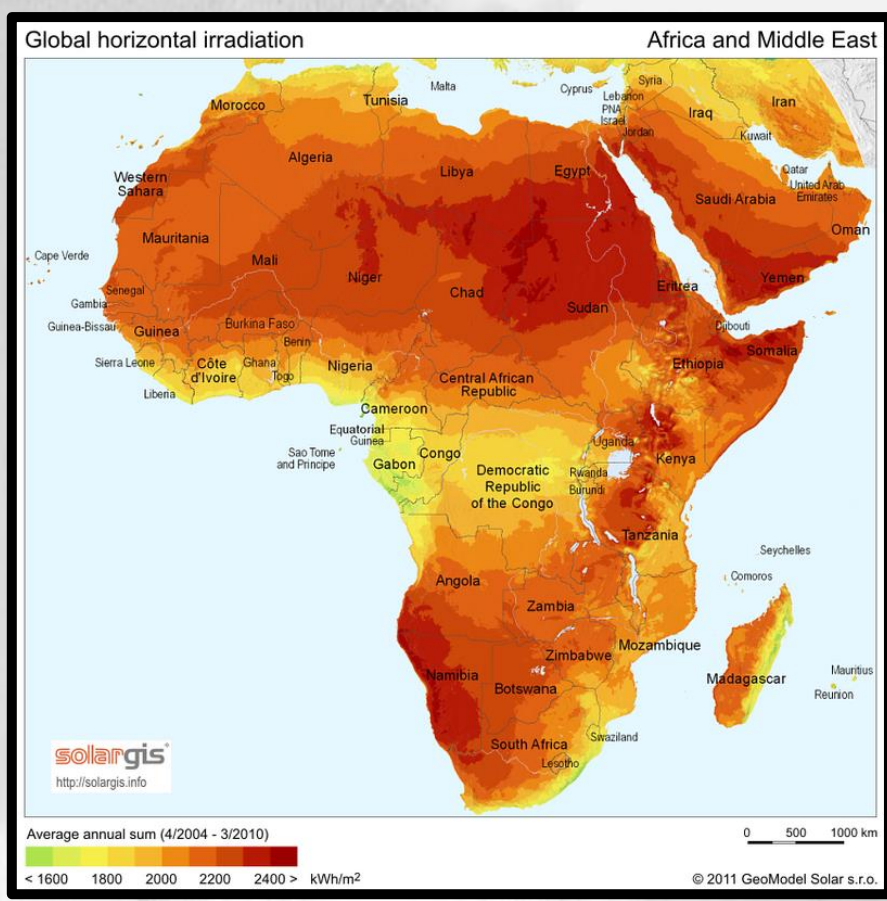 Global horizontal irradiation
Africa and Middle East
Malta
Cyprus
Syria
Lebanon
PNA
Israel
Jordan
Iraq
Iran
Kuwait
Morocco
Tunisia
Algeria
Libya
Egypt
Qatar
United Arab
Emirates
Western
Sahara
Saudi Arabia
Oman
Mauritania
Cape Verde
Mali
Niger
Chad
Sudan
Eritrea
Yemen
Senegal
Gambia
Guinea-Bissau
Guinea
Burkina Faso
Benin
Djibouti
Somalia
Sierra Leone
Côte
d'Ivoire
Ghana
Togo
Nigeria
Ethiopia
Liberia
Central African
Republic
Cameroon
Equatorial
Guinea
Sao Tome
and Principe
Gabon
Congo
Uganda
Kenya
Democratic
Republic
of the Congo
Rwanda
Burundi
Tanzania
Seychelles
Comoros
Angola
Zambia
Mozambique
Zimbabwe
Namibia
Botswana
Madagascar
Mauritius
Reunion
South Africa
Swaziland
Lesotho
solargis
http://solargis.info
Average annual sum (4/2004 - 3/2010)
< 1600 1800 2000 2200 2400 > kWh/m²
0 500 1000 km
© 2011 GeoModel Solar s.r.o.